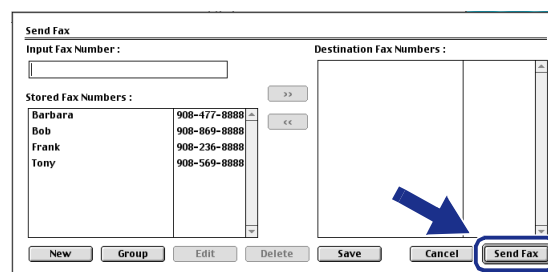 Send Fax
Input Fax Number :
Destination Fax Numbers :
>>
<<
Stored Fax Numbers :
Barbara 908-477-8888
Bob 908-869-8888
Frank 908-236-8888
Tony 908-569-8888
New Group Edit Delete Save Cancel Send Fax